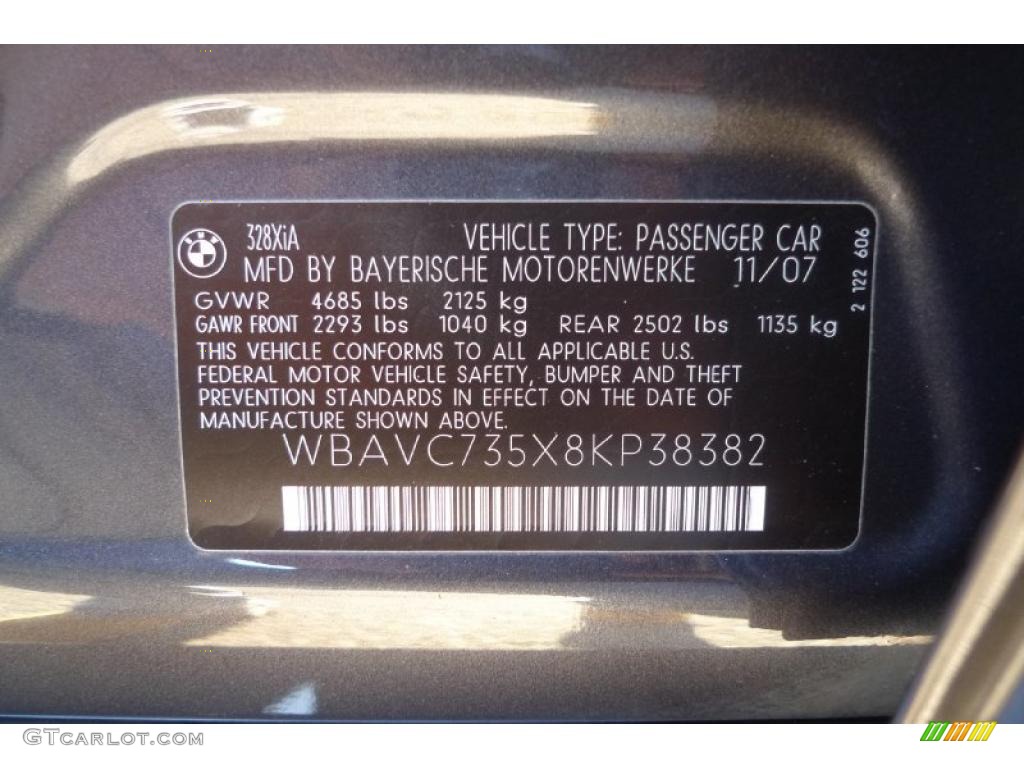 328XiA VEHICLE TYPE: PASSENGER CAR
MFD BY BAYERISCHE MOTORENWERKE 11/07
GVWR 4685 lbs 2125 kg
GAWR FRONT 2293 lbs 1040 kg REAR 2502 lbs 1135 kg
THIS VEHICLE CONFORMS TO ALL APPLICABLE U.S.
FEDERAL MOTOR VEHICLE SAFETY, BUMPER AND THEFT
PREVENTION STANDARDS IN EFFECT ON THE DATE OF
MANUFACTURE SHOWN ABOVE.
WBAVC735X8KP38382
2 122 606
BMW
GTCarLot.com